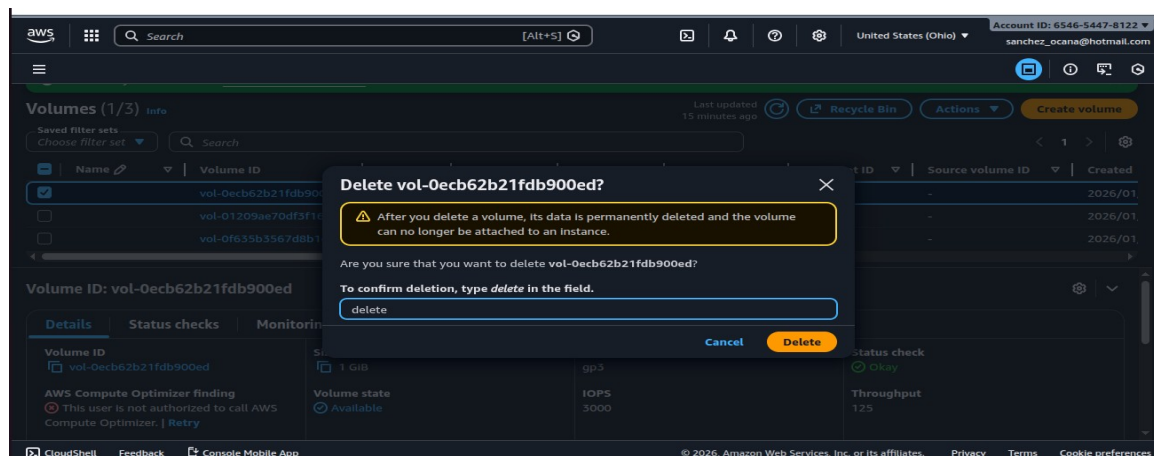 aws
Search [Alt+S]
United States (Ohio)
Account ID: 6546-5447-8122
sanchez_ocana@hotmail.com
Volumes (1/3) Info
Last updated
15 minutes ago
Recycle Bin
Actions
Create volume
Saved filter sets
Choose filter set
Search
1
Name Volume ID t ID Source volume ID Created
vol-0ecb62b21fdb900 - 2026/01
vol-01209ae70df3f1 - 2026/01
vol-0f635b3567d8b1 - 2026/01
Delete vol-0ecb62b21fdb900ed?
After you delete a volume, its data is permanently deleted and the volume
can no longer be attached to an instance.
Are you sure that you want to delete vol-0ecb62b21fdb900ed?
To confirm deletion, type delete in the field.
delete
Cancel Delete
Volume ID: vol-0ecb62b21fdb900ed
Details Status checks Monitorin
Volume ID
vol-0ecb62b21fdb900ed
1 GiB
gp3
Status check
Okay
AWS Compute Optimizer finding
This user is not authorized to call AWS
Compute Optimizer. | Retry
Volume state
Available
IOPS
3000
Throughput
125
CloudShell Feedback Console Mobile App
© 2026, Amazon Web Services, Inc. or its affiliates. Privacy Terms Cookie preferences